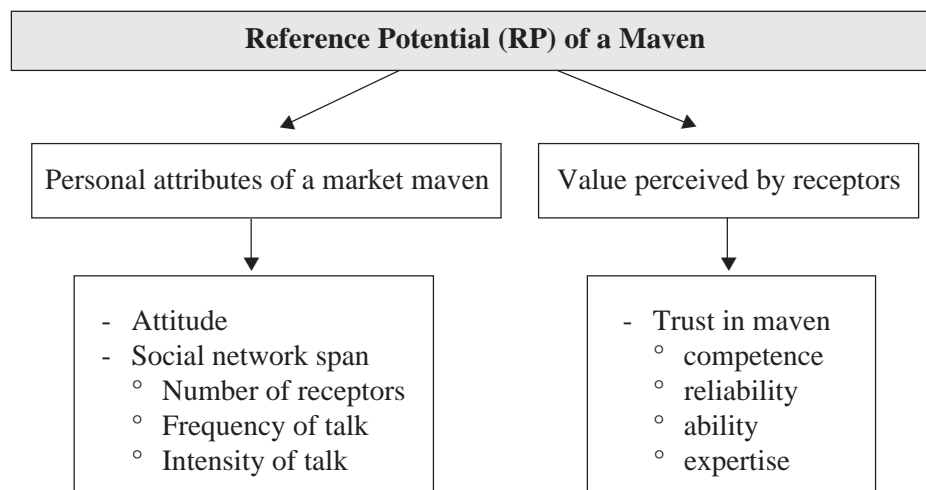 Reference Potential (RP) of a Maven
Personal attributes of a market maven
Value perceived by receptors
- Attitude
- Social network span
° Number of receptors
° Frequency of talk
° Intensity of talk
- Trust in maven
° competence
° reliability
° ability
° expertise